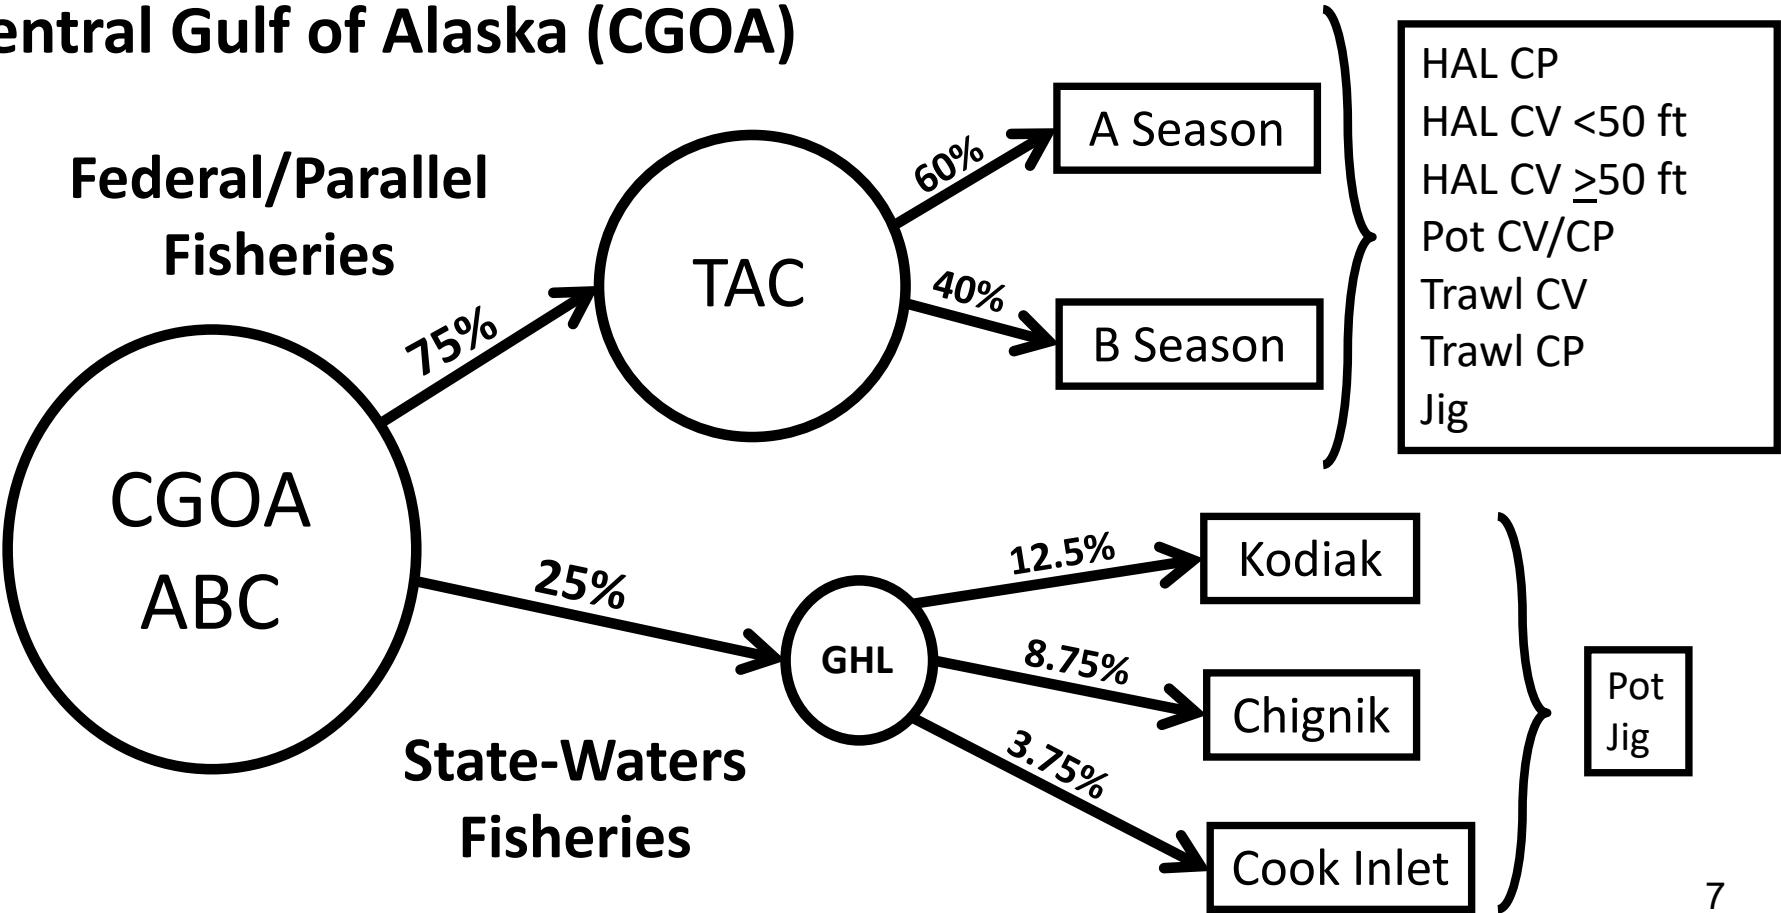 entral Gulf of Alaska (CGOA)
Federal/Parallel
Fisheries
75%
TAC
60%
A Season
40%
B Season
HAL CP
HAL CV <50 ft
HAL CV ≥50 ft
Pot CV/CP
Trawl CV
Trawl CP
Jig
CGOA
ABC
25%
GHL
State-Waters
Fisheries
12.5%
Kodiak
8.75%
Chignik
3.75%
Cook Inlet
Pot
Jig
7